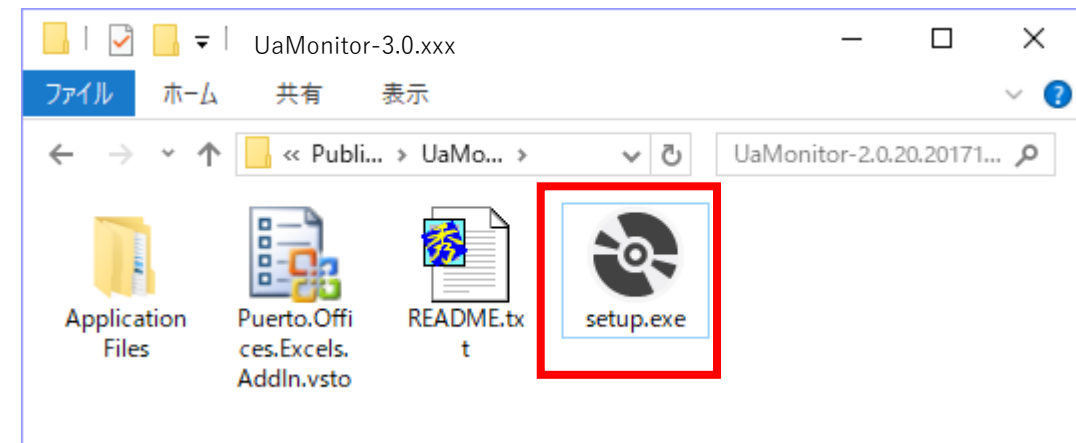 UaMonitor-3.0.xxx
ファイル ホーム 共有 表示
« Publi... › UaMo... › UaMonitor-2.0.20.20171...
秀
Application
Files
Puerto.Offi
ces.Excels.
AddIn.vsto
README.tx
t
setup.exe